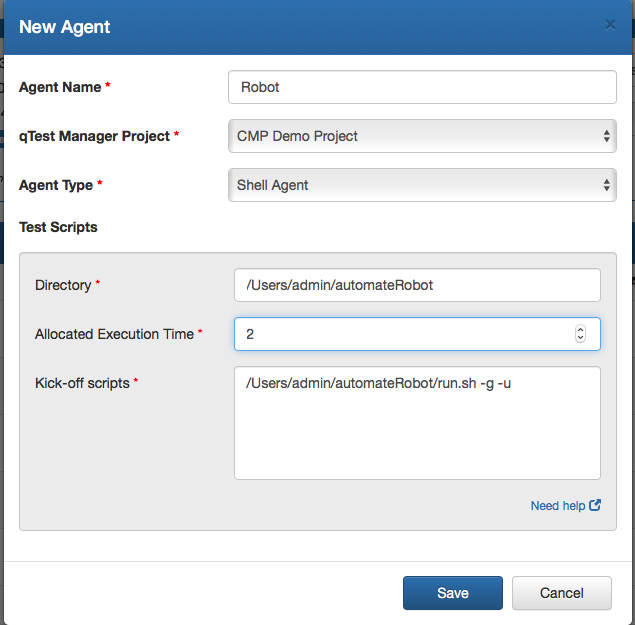 New Agent ×
Agent Name * Robot
qTest Manager Project * CMP Demo Project
Agent Type * Shell Agent
Test Scripts
Directory * /Users/admin/automateRobot
Allocated Execution Time * 2
Kick-off scripts * /Users/admin/automateRobot/run.sh -g -u
Need help
Save Cancel